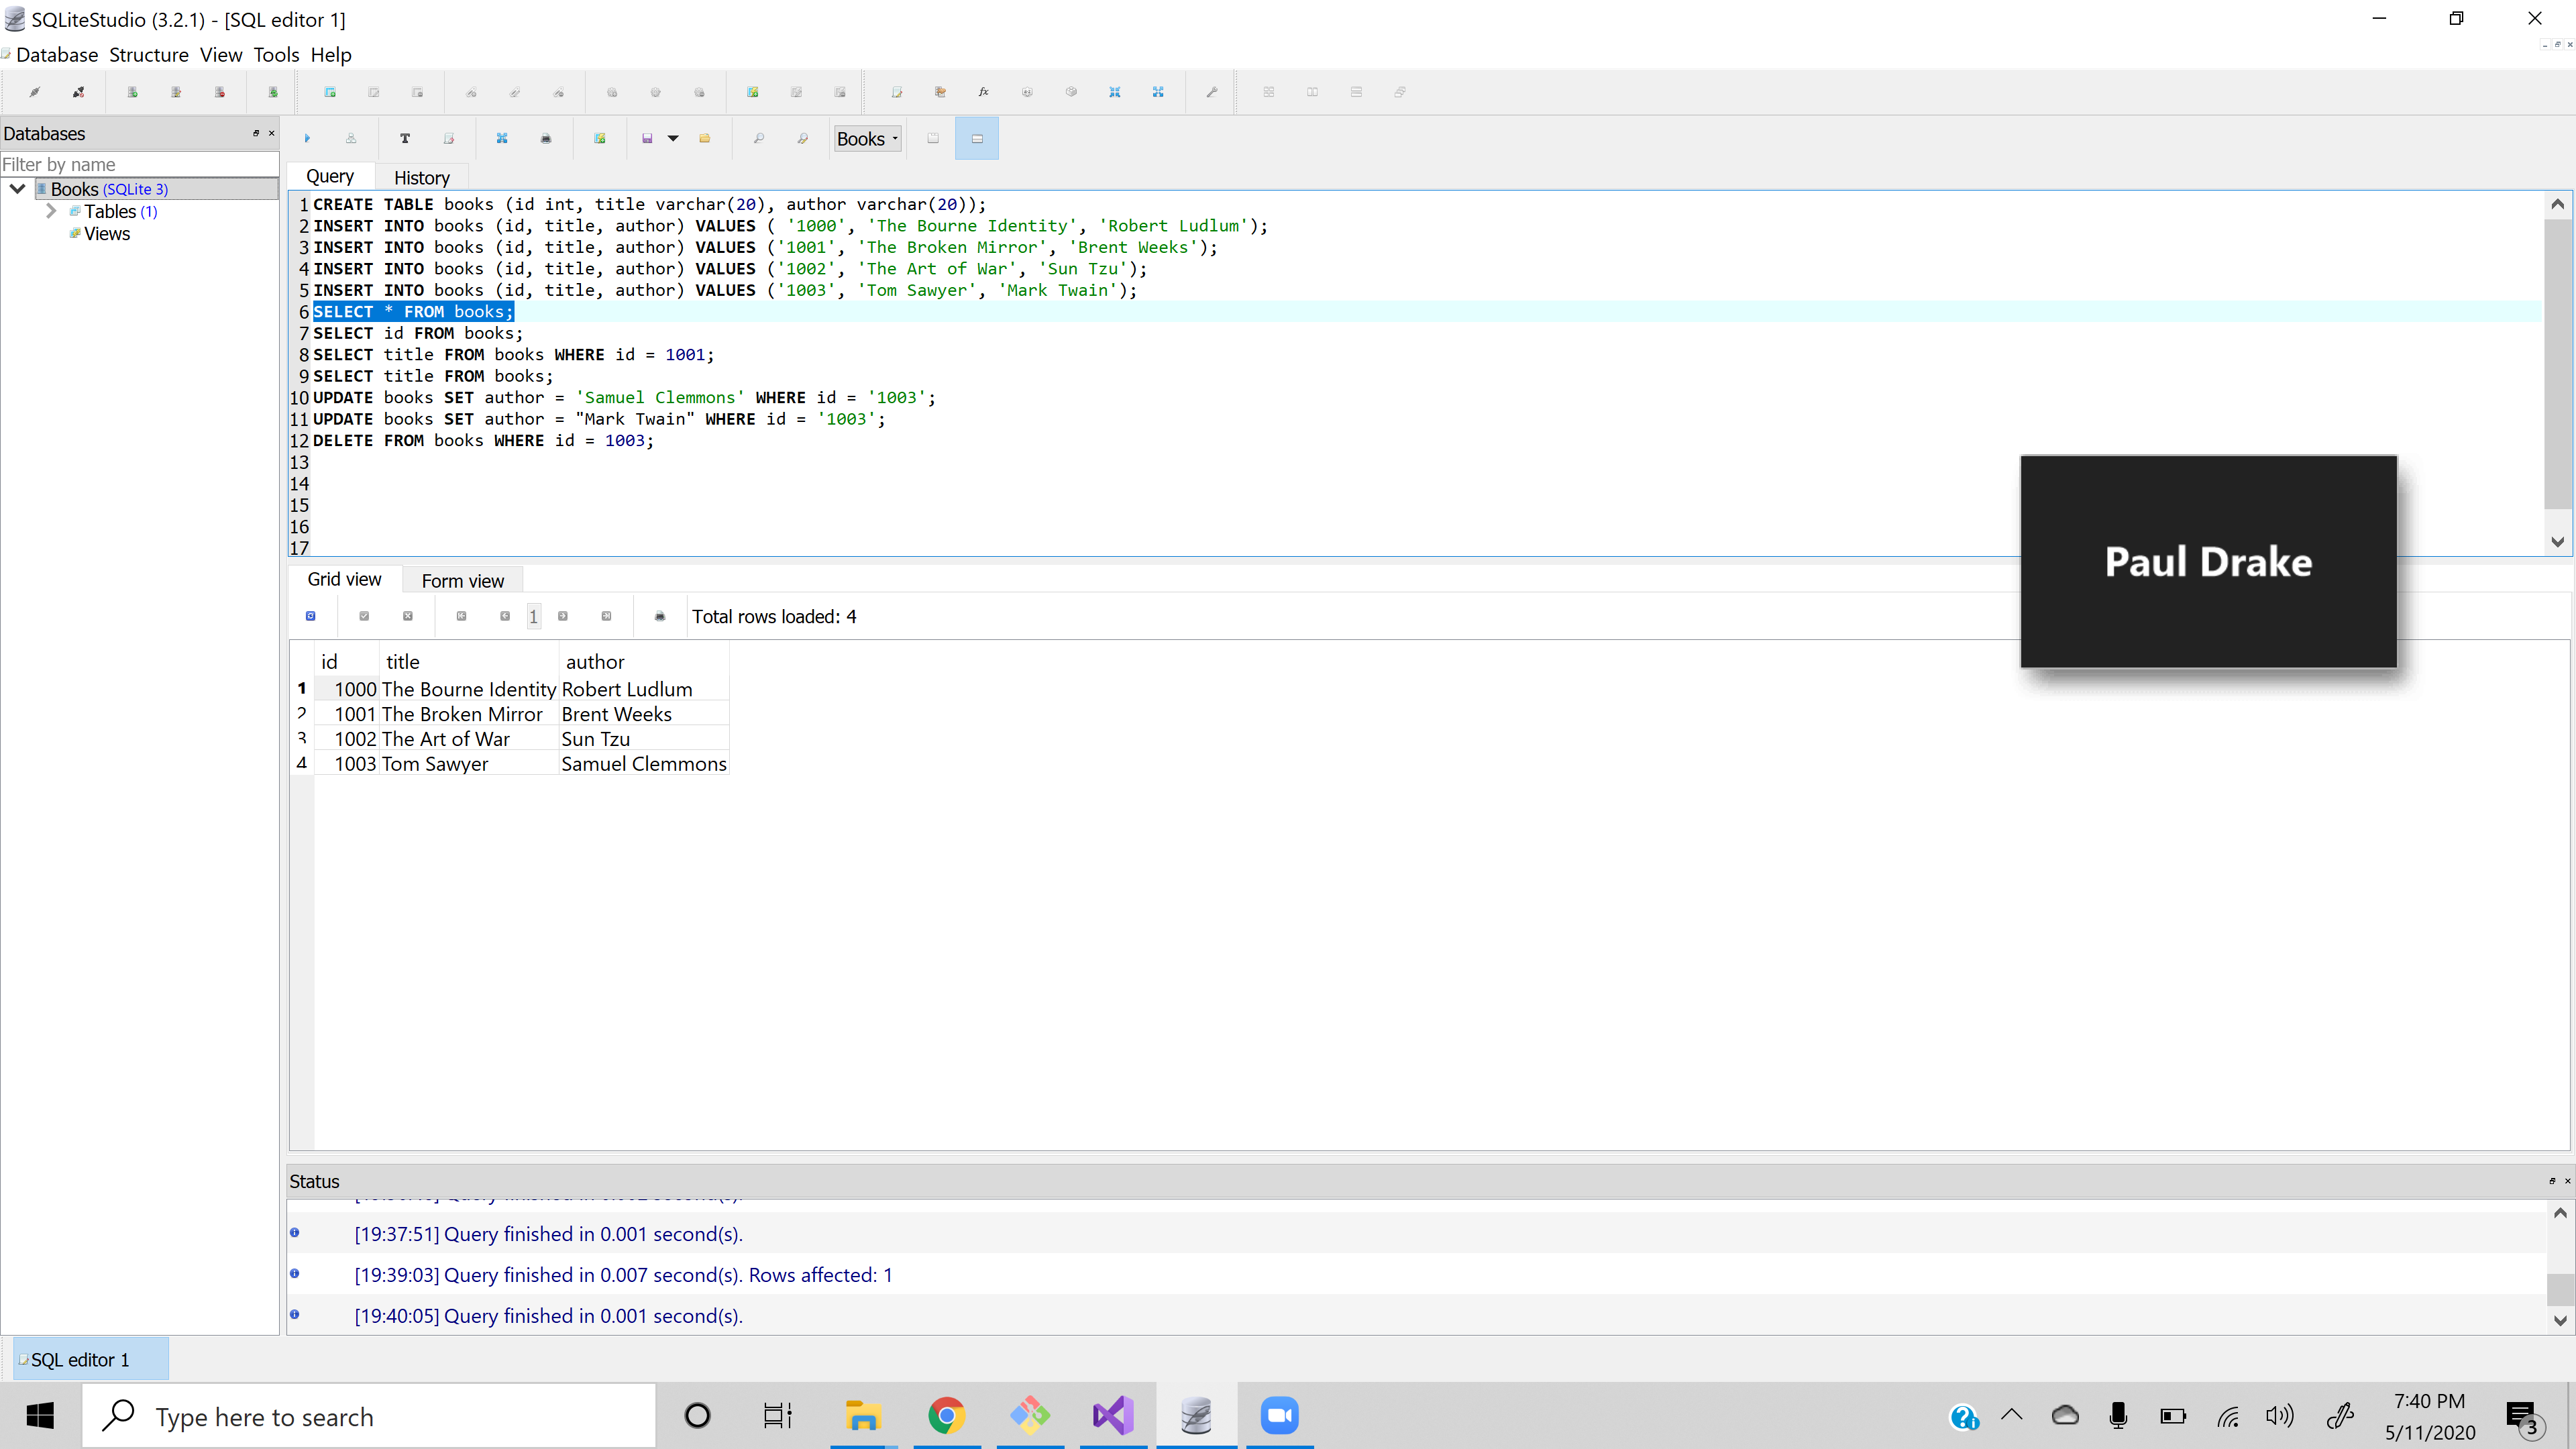 SQLiteStudio (3.2.1) - [SQL editor 1]
Database Structure View Tools Help
Databases
Books
Filter by name
Books (SQLite 3)
Tables (1)
Views
Query History
1 CREATE TABLE books (id int, title varchar(20), author varchar(20));
2 INSERT INTO books (id, title, author) VALUES ( '1000', 'The Bourne Identity', 'Robert Ludlum');
3 INSERT INTO books (id, title, author) VALUES ('1001', 'The Broken Mirror', 'Brent Weeks');
4 INSERT INTO books (id, title, author) VALUES ('1002', 'The Art of War', 'Sun Tzu');
5 INSERT INTO books (id, title, author) VALUES ('1003', 'Tom Sawyer', 'Mark Twain');
6 SELECT * FROM books;
7 SELECT id FROM books;
8 SELECT title FROM books WHERE id = 1001;
9 SELECT title FROM books;
10 UPDATE books SET author = 'Samuel Clemmons' WHERE id = '1003';
11 UPDATE books SET author = "Mark Twain" WHERE id = '1003';
12 DELETE FROM books WHERE id = 1003;
13
14
15
16
17
Paul Drake
Grid view Form view
1 Total rows loaded: 4
id title author
1 1000 The Bourne Identity Robert Ludlum
2 1001 The Broken Mirror Brent Weeks
3 1002 The Art of War Sun Tzu
4 1003 Tom Sawyer Samuel Clemmons
Status
[19:37:51] Query finished in 0.001 second(s).
[19:39:03] Query finished in 0.007 second(s). Rows affected: 1
[19:40:05] Query finished in 0.001 second(s).
SQL editor 1
Type here to search
7:40 PM
5/11/2020
3